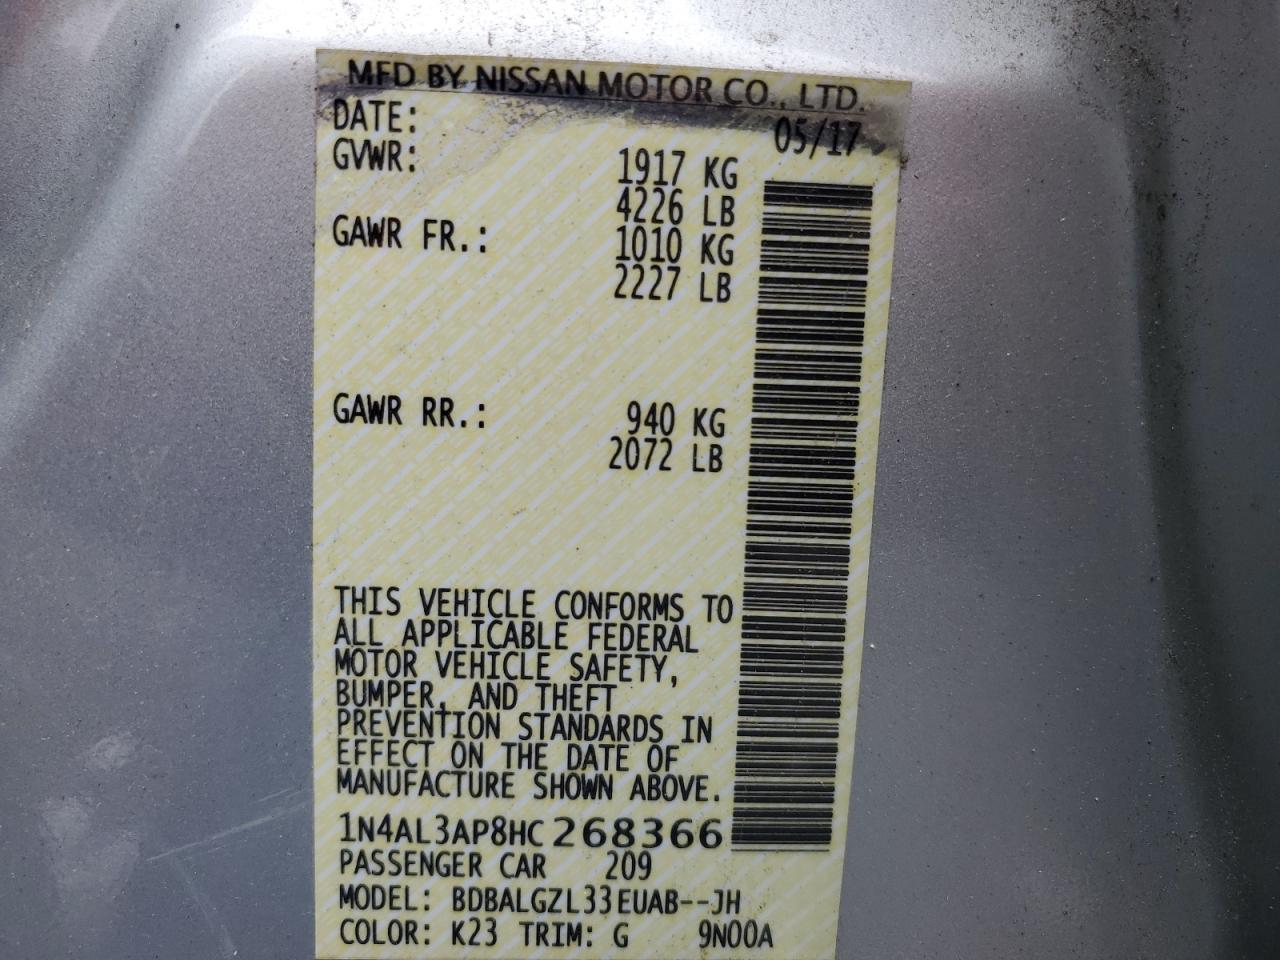 MFD BY NISSAN MOTOR CO., LTD.
DATE: 05/17
GVWR: 1917 KG
4226 LB
GAWR FR.: 1010 KG
2227 LB
GAWR RR.: 940 KG
2072 LB
THIS VEHICLE CONFORMS TO
ALL APPLICABLE FEDERAL
MOTOR VEHICLE SAFETY,
BUMPER, AND THEFT
PREVENTION STANDARDS IN
EFFECT ON THE DATE OF
MANUFACTURE SHOWN ABOVE.
1N4AL3AP8HC268366
PASSENGER CAR 209
MODEL: BDBALGZL33EUAB--JH
COLOR: K23 TRIM: G 9N00A